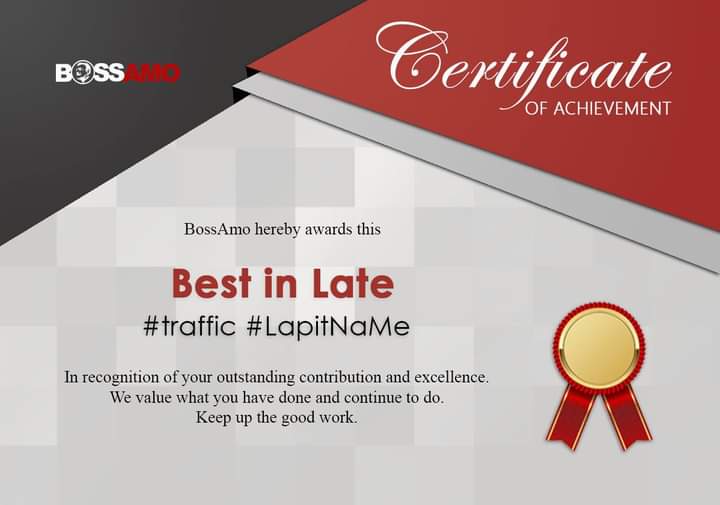 BOSSAMO
Certificate
OF ACHIEVEMENT
BossAmo hereby awards this
Best in Late
#traffic #LapitNaMe
In recognition of your outstanding contribution and excellence.
We value what you have done and continue to do.
Keep up the good work.